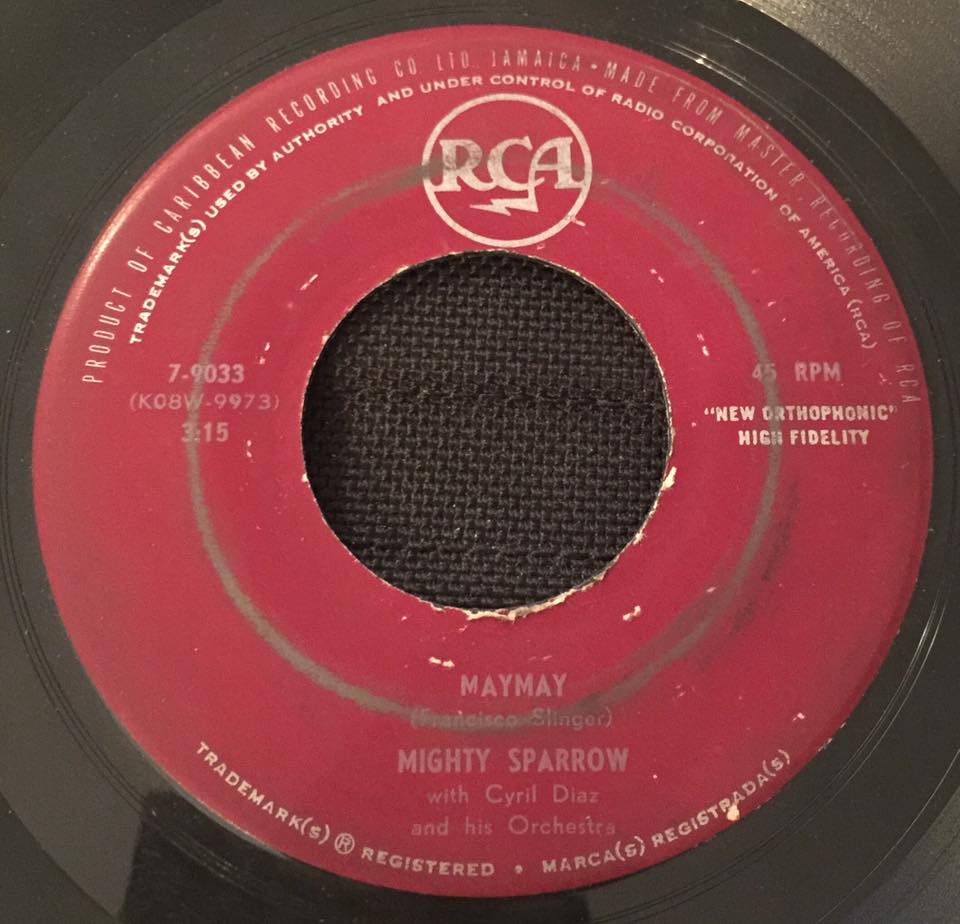 PRODUCT OF CARIBBEAN RECORDING CO LTD. JAMAICA • MADE FROM MASTER RECORDING OF RCA
TRADEMARK(S) USED BY AUTHORITY AND UNDER CONTROL OF RADIO CORPORATION OF AMERICA (RCA)
RCA
7-9033
(K08W-9973)
3:15
45 RPM
"NEW ORTHOPHONIC"
HIGH FIDELITY
MAYMAY
(Francisco Slinger)
MIGHTY SPARROW
with Cyril Diaz
and his Orchestra
TRADEMARK(S) ® REGISTERED • MARCA(S) REGISTRADA(S)